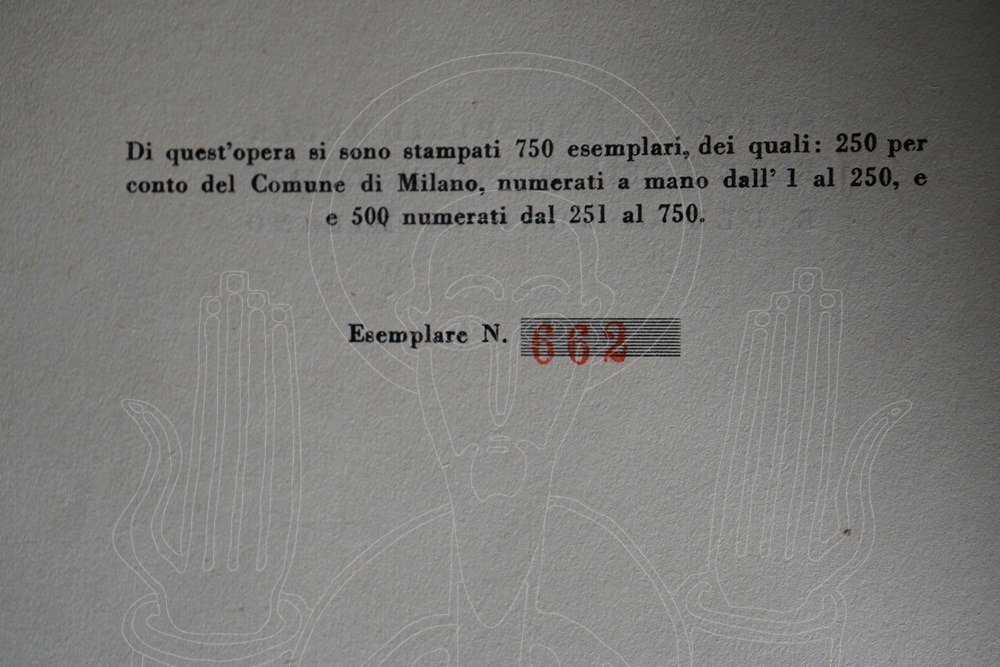 Di quest'opera si sono stampati 750 esemplari, dei quali: 250 per
conto del Comune di Milano, numerati a mano dall' 1 al 250, e
e 500 numerati dal 251 al 750.
Esemplare N. 662